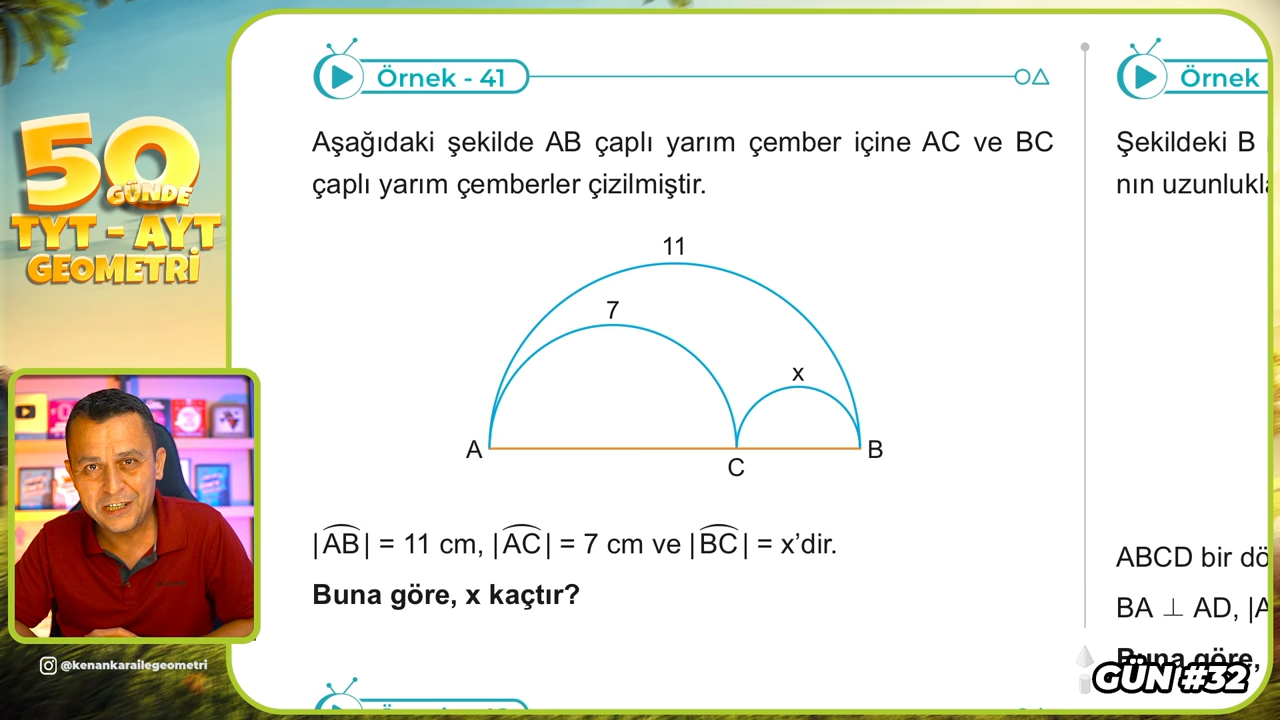 50
GÜNDE
TYT - AYT
GEOMETRİ
Örnek - 41
Aşağıdaki şekilde AB çaplı yarım çember içine AC ve BC
çaplı yarım çemberler çizilmiştir.
11
7
x
A
B
C
|AB| = 11 cm, |AC| = 7 cm ve |BC| = x’dir.
Buna göre, x kaçtır?
Örnek
Şekildeki B
nın uzunlukla
ABCD bir dö
BA ⊥ AD, |A
Buna göre,
GÜN #32
@kenankarailegeometri